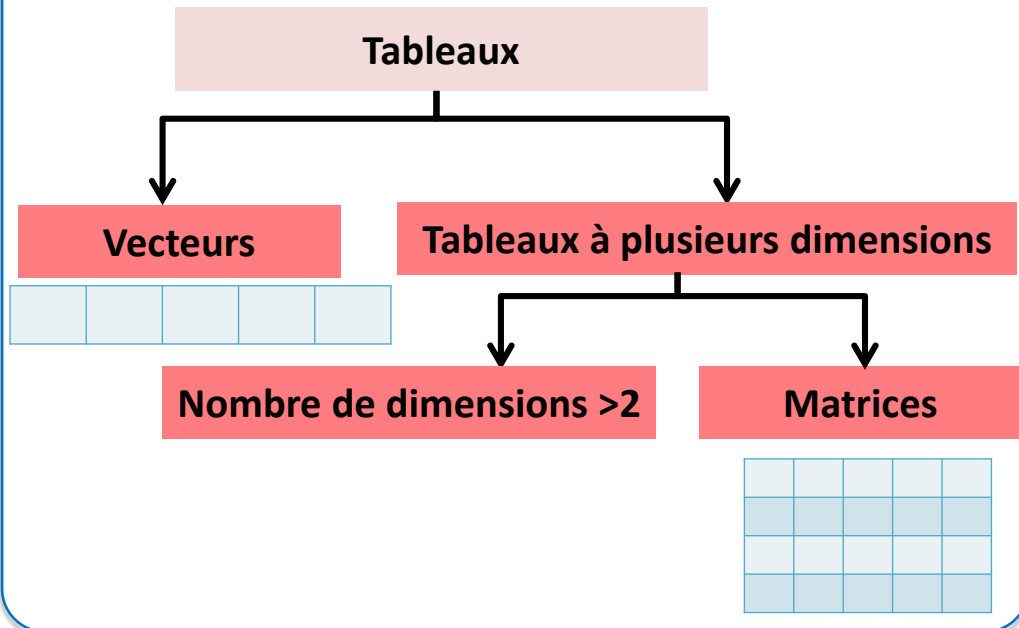 Tableaux
Vecteurs
Tableaux à plusieurs dimensions
Nombre de dimensions >2
Matrices